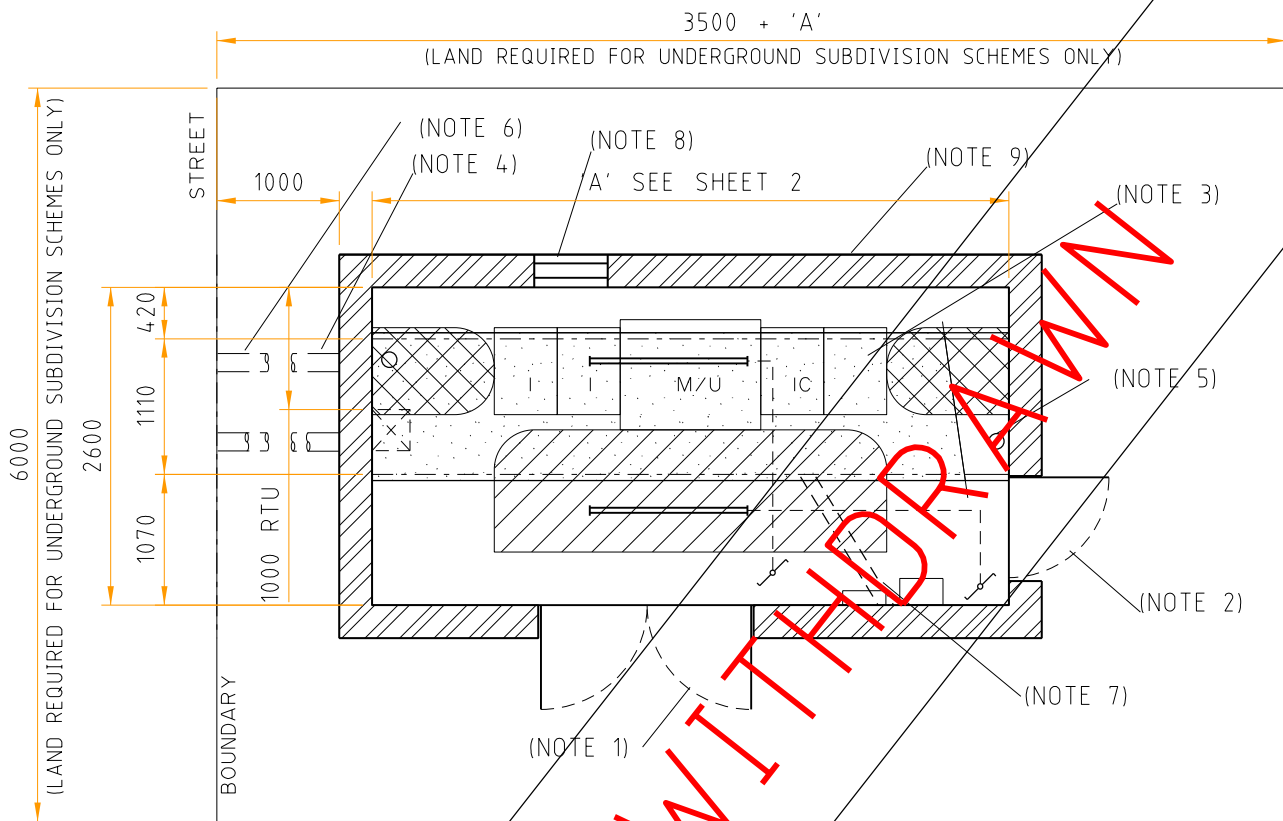 3500 + 'A'
(LAND REQUIRED FOR UNDERGROUND SUBDIVISION SCHEMES ONLY)
STREET
(NOTE 6)
(NOTE 4)
(NOTE 8)
(NOTE 9)
(NOTE 3)
1000
'A' SEE SHEET 2
6000
(LAND REQUIRED FOR UNDERGROUND SUBDIVISION SCHEMES ONLY)
420
1110
2600
1070
1000 RTU
I
I
M/U
IC
(NOTE 5)
(NOTE 2)
(NOTE 7)
(NOTE 1)
BOUNDARY
WITHDRAWN